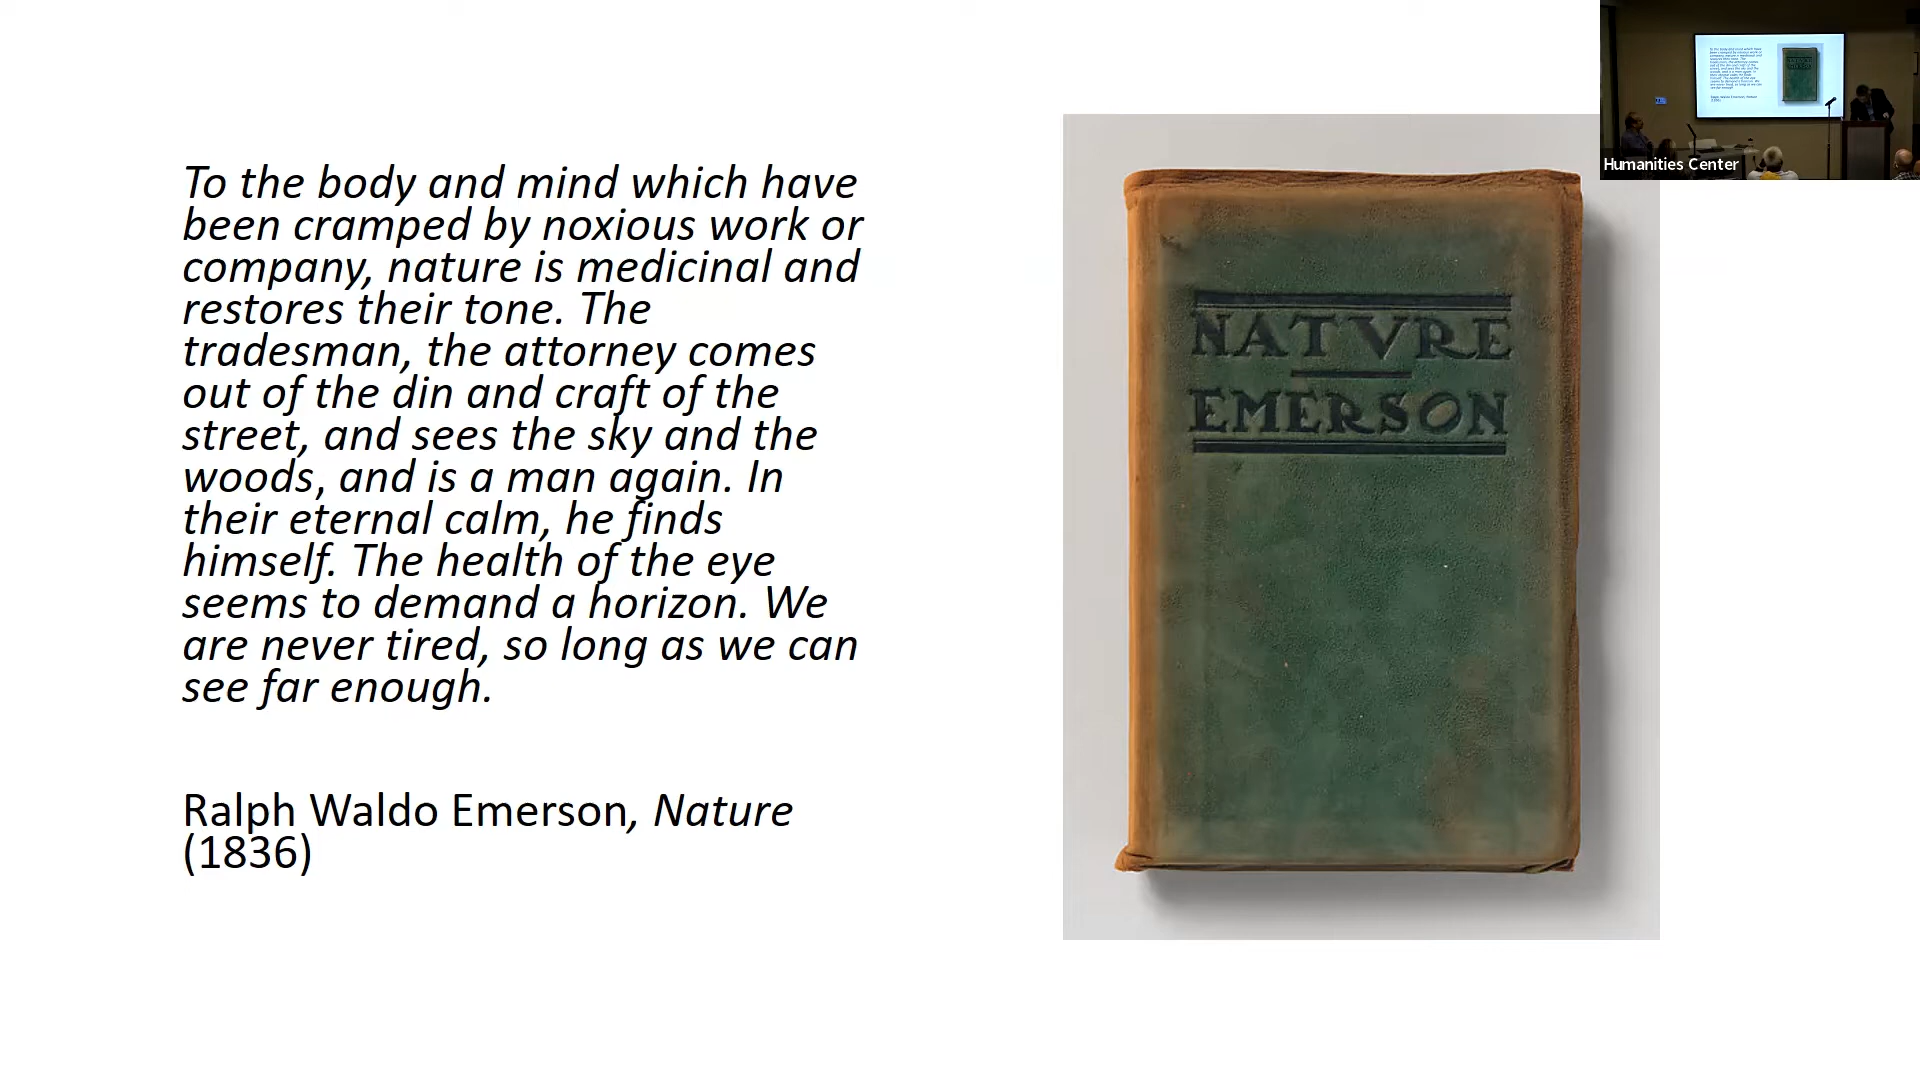 To the body and mind which have
been cramped by noxious work or
company, nature is medicinal and
restores their tone. The
tradesman, the attorney comes
out of the din and craft of the
street, and sees the sky and the
woods, and is a man again. In
their eternal calm, he finds
himself. The health of the eye
seems to demand a horizon. We
are never tired, so long as we can
see far enough.
Ralph Waldo Emerson, Nature
(1836)
NATVRE
EMERSON
Humanities Center